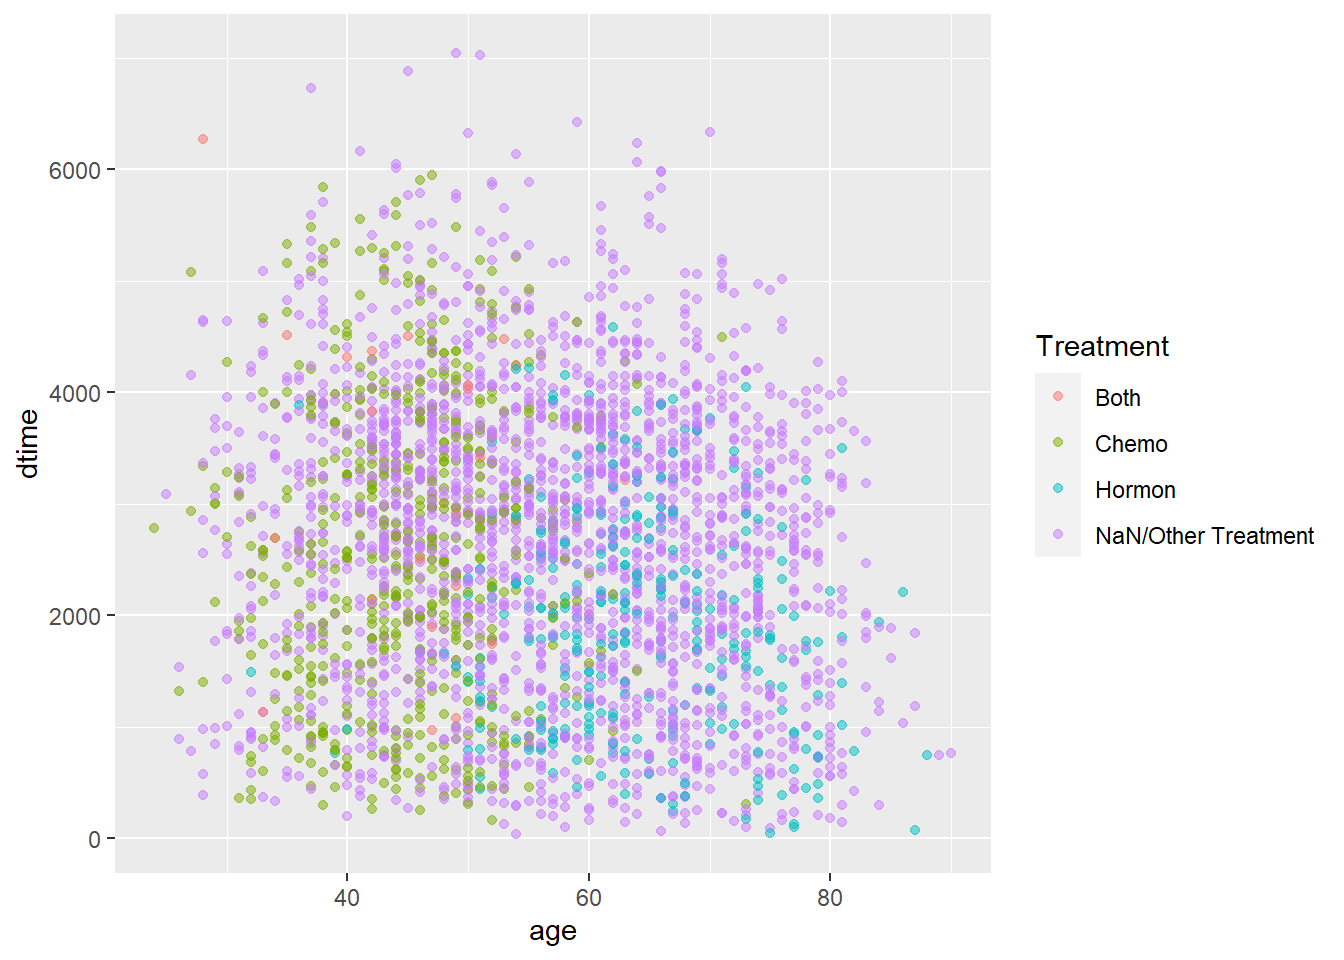 dtime
6000
4000
2000
0
40 60 80
age
Treatment
Both
Chemo
Hormon
NaN/Other Treatment